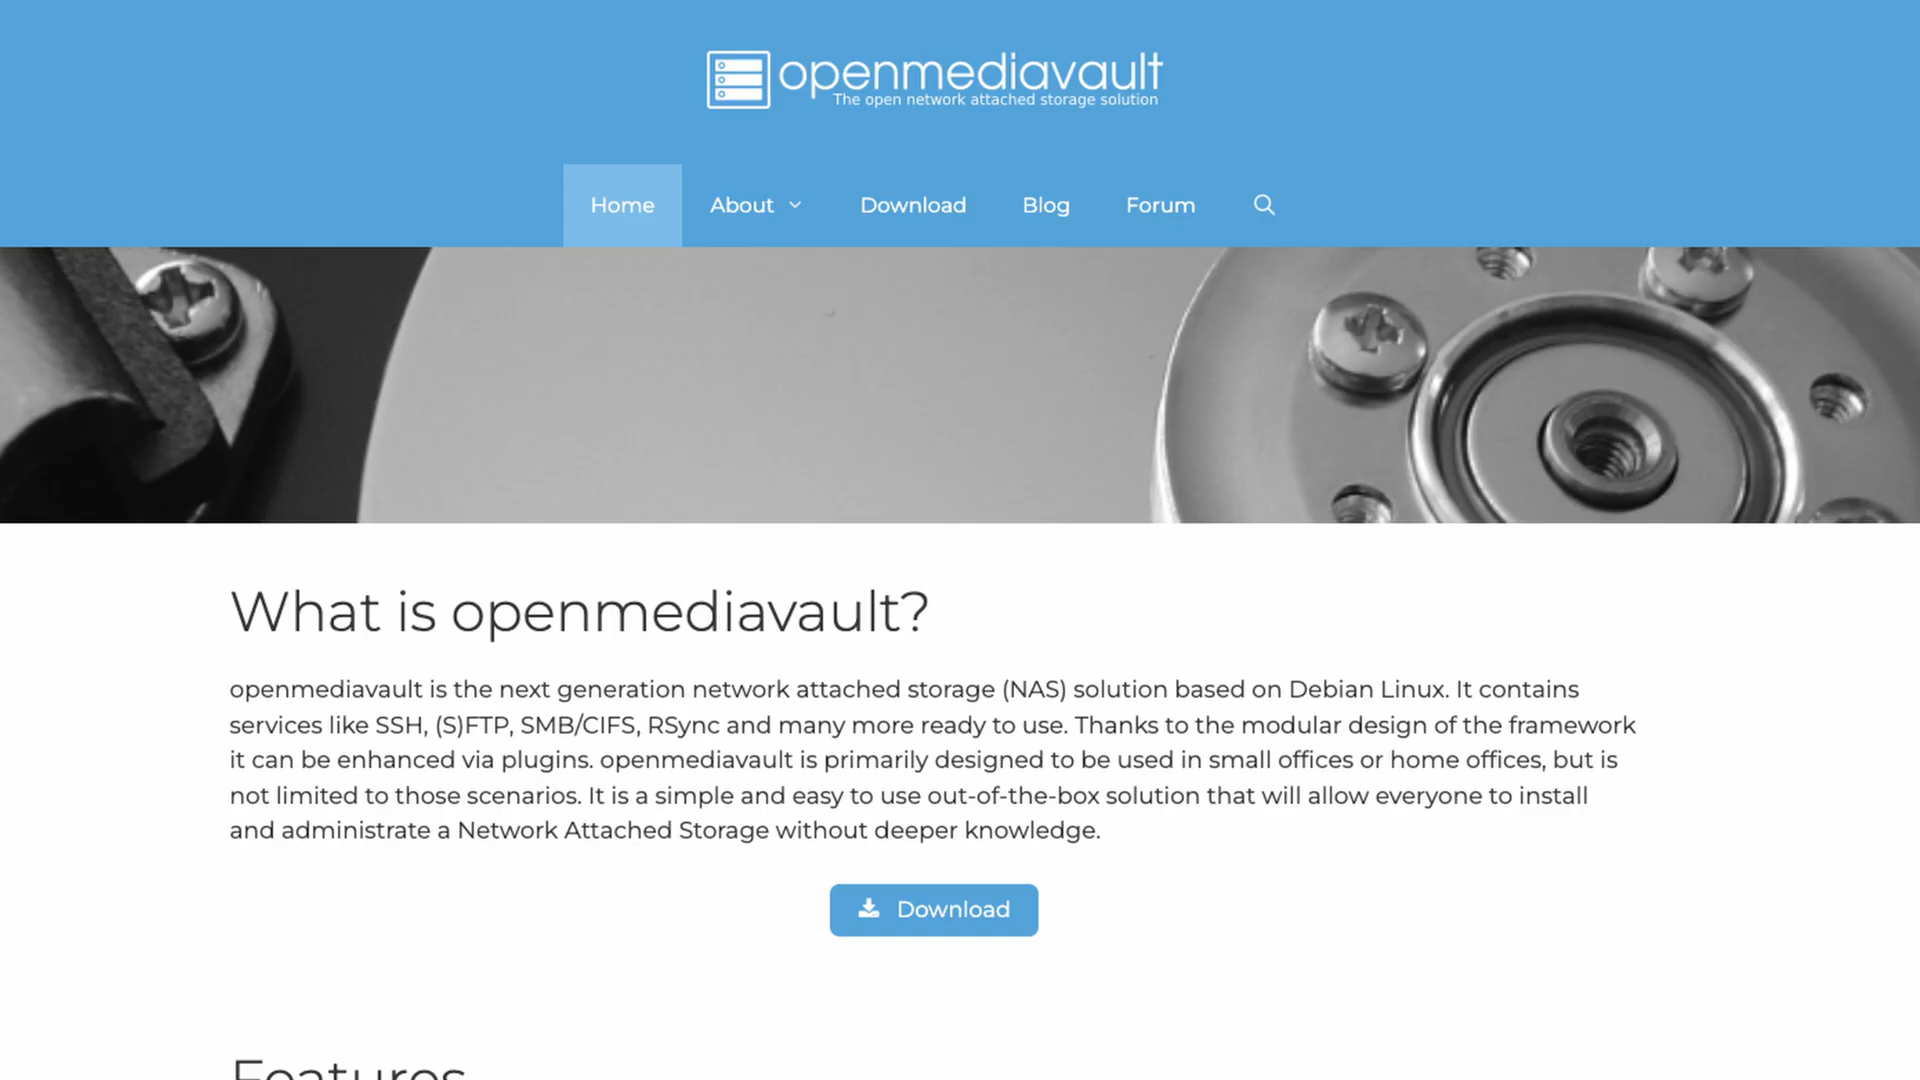 openmediavault
The open network attached storage solution
Home About Download Blog Forum
What is openmediavault?
openmediavault is the next generation network attached storage (NAS) solution based on Debian Linux. It contains
services like SSH, (S)FTP, SMB/CIFS, RSync and many more ready to use. Thanks to the modular design of the framework
it can be enhanced via plugins. openmediavault is primarily designed to be used in small offices or home offices, but is
not limited to those scenarios. It is a simple and easy to use out-of-the-box solution that will allow everyone to install
and administrate a Network Attached Storage without deeper knowledge.
Download
Features